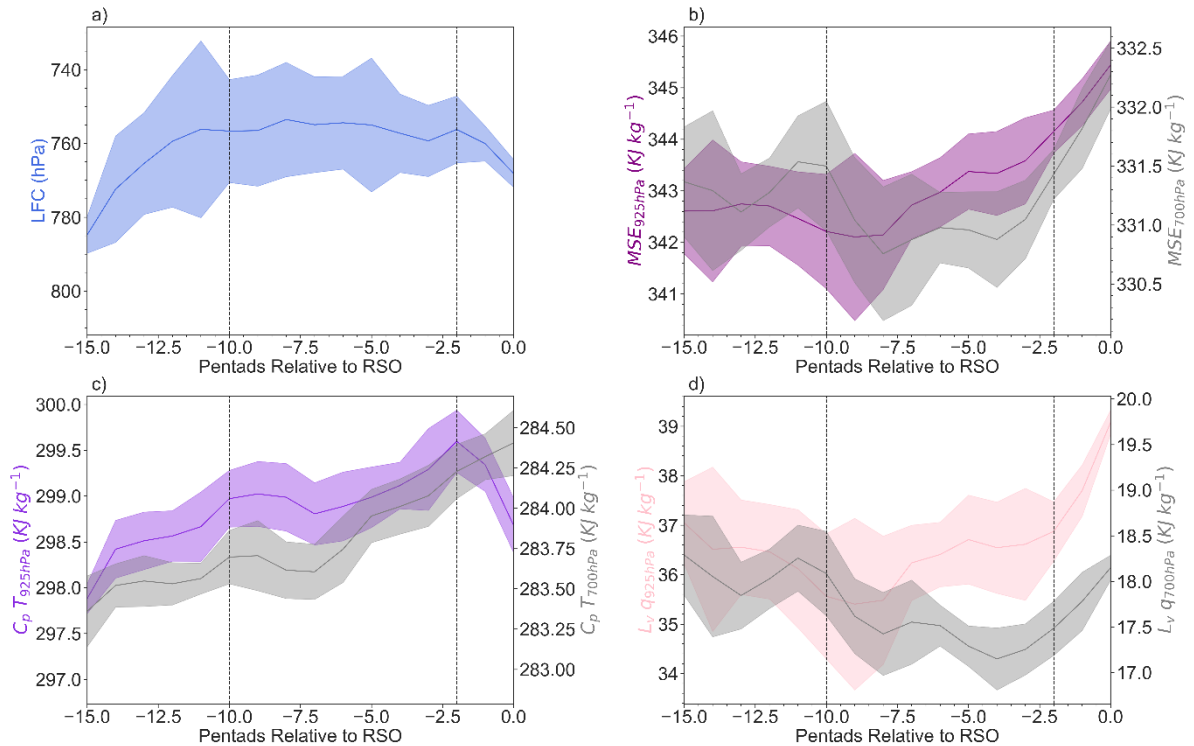 a)
740
760
780
800
LFC (hPa)
−15.0 −12.5 −10.0 −7.5 −5.0 −2.5 0.0
Pentads Relative to RSO
b)
346
345
344
343
342
341
MSE925hPa (KJ kg−1)
332.5
332.0
331.5
331.0
330.5
MSE700hPa (KJ kg−1)
−15.0 −12.5 −10.0 −7.5 −5.0 −2.5 0.0
Pentads Relative to RSO
c)
300.0
299.5
299.0
298.5
298.0
297.5
297.0
Cp T925hPa (KJ kg−1)
284.50
284.25
284.00
283.75
283.50
283.25
283.00
Cp T700hPa (KJ kg−1)
−15.0 −12.5 −10.0 −7.5 −5.0 −2.5 0.0
Pentads Relative to RSO
d)
39
38
37
36
35
34
Lv q925hPa (KJ kg−1)
20.0
19.5
19.0
18.5
18.0
17.5
17.0
Lv q700hPa (KJ kg−1)
−15.0 −12.5 −10.0 −7.5 −5.0 −2.5 0.0
Pentads Relative to RSO